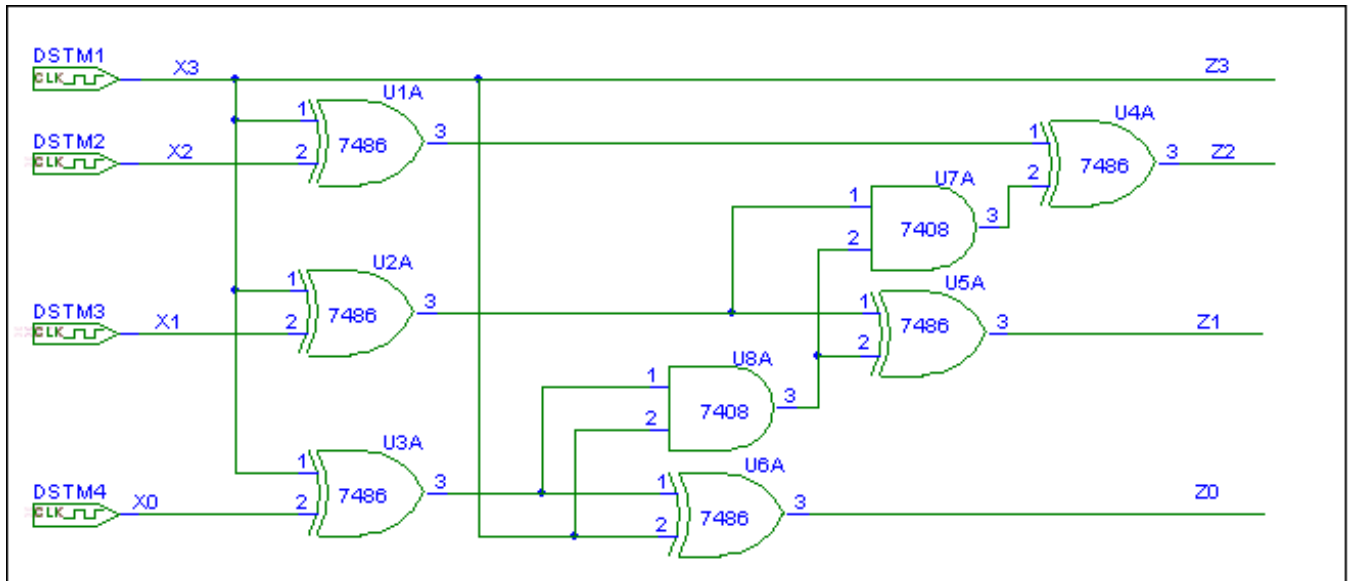 DSTM1
CLK
X3
Z3
U1A
1
2
3
7486
DSTM2
CLK
X2
U4A
1
2
3
7486
Z2
U7A
1
2
3
7408
U2A
1
2
3
7486
DSTM3
CLK
X1
U5A
1
2
3
7486
Z1
U8A
1
2
3
7408
U3A
1
2
3
7486
DSTM4
CLK
X0
U6A
1
2
3
7486
Z0